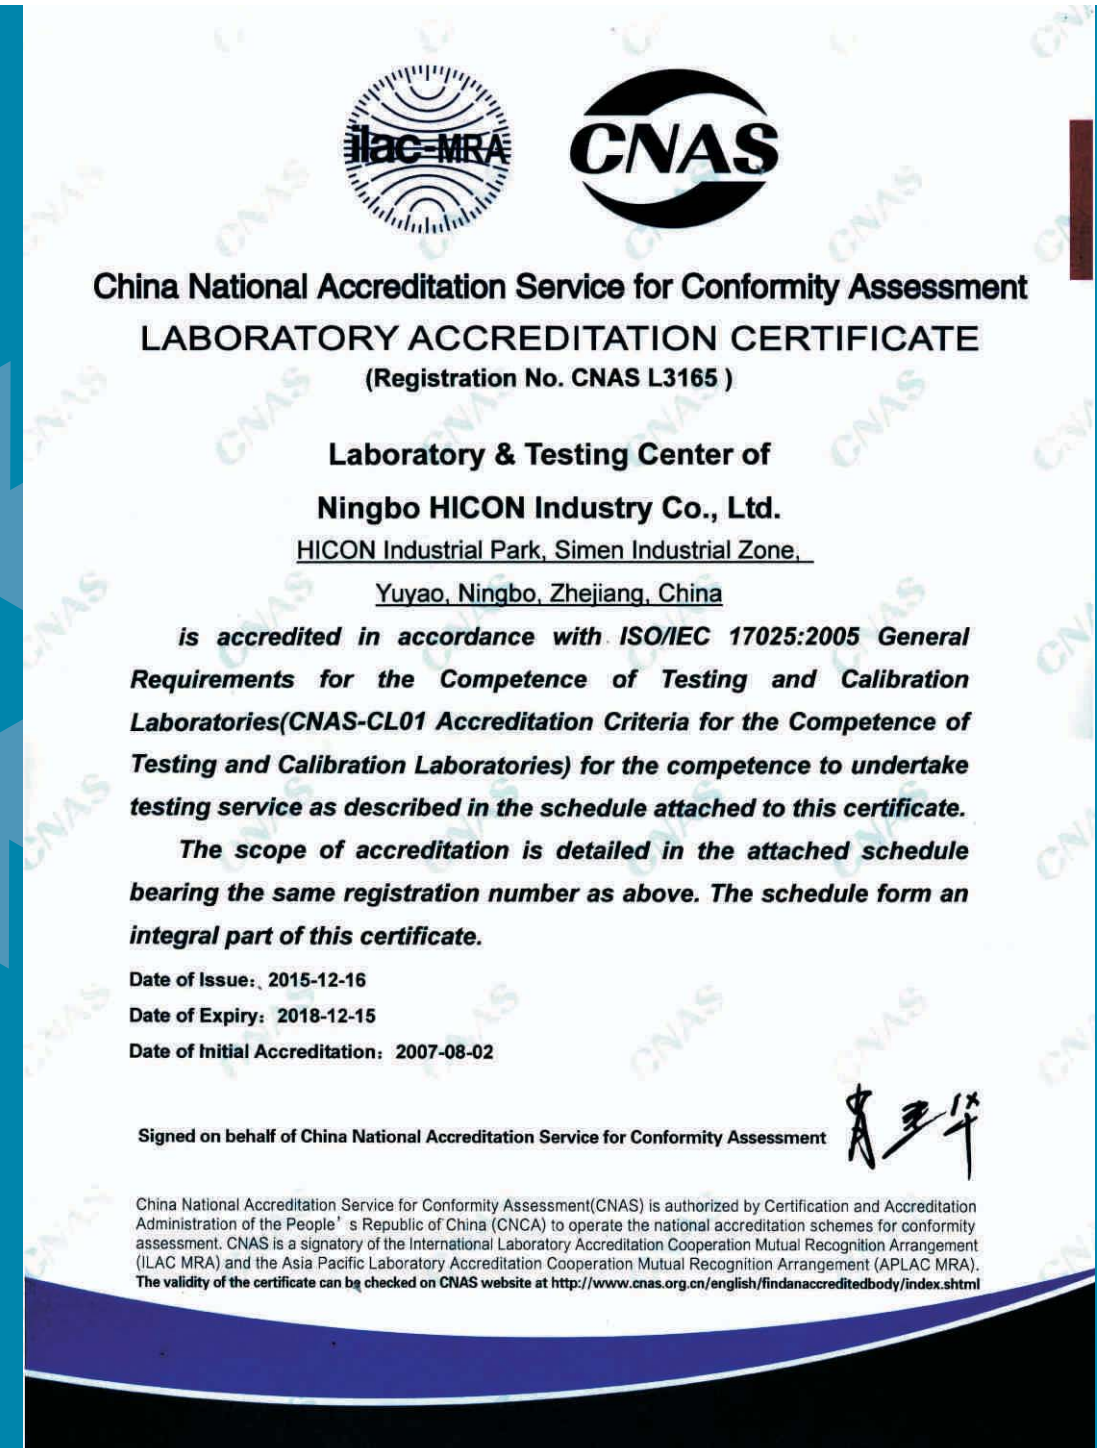 ilac-MRA
CNAS
China National Accreditation Service for Conformity Assessment
LABORATORY ACCREDITATION CERTIFICATE
(Registration No. CNAS L3165 )
Laboratory & Testing Center of
Ningbo HICON Industry Co., Ltd.
HICON Industrial Park, Simen Industrial Zone,
Yuyao, Ningbo, Zhejiang, China
is accredited in accordance with ISO/IEC 17025:2005 General
Requirements for the Competence of Testing and Calibration
Laboratories(CNAS-CL01 Accreditation Criteria for the Competence of
Testing and Calibration Laboratories) for the competence to undertake
testing service as described in the schedule attached to this certificate.
The scope of accreditation is detailed in the attached schedule
bearing the same registration number as above. The schedule form an
integral part of this certificate.
Date of Issue: 2015-12-16
Date of Expiry: 2018-12-15
Date of Initial Accreditation: 2007-08-02
Signed on behalf of China National Accreditation Service for Conformity Assessment
China National Accreditation Service for Conformity Assessment(CNAS) is authorized by Certification and Accreditation
Administration of the People's Republic of China (CNCA) to operate the national accreditation schemes for conformity
assessment. CNAS is a signatory of the International Laboratory Accreditation Cooperation Mutual Recognition Arrangement
(ILAC MRA) and the Asia Pacific Laboratory Accreditation Cooperation Mutual Recognition Arrangement (APLAC MRA).
The validity of the certificate can be checked on CNAS website at http://www.cnas.org.cn/english/findanaccreditedbody/index.shtml